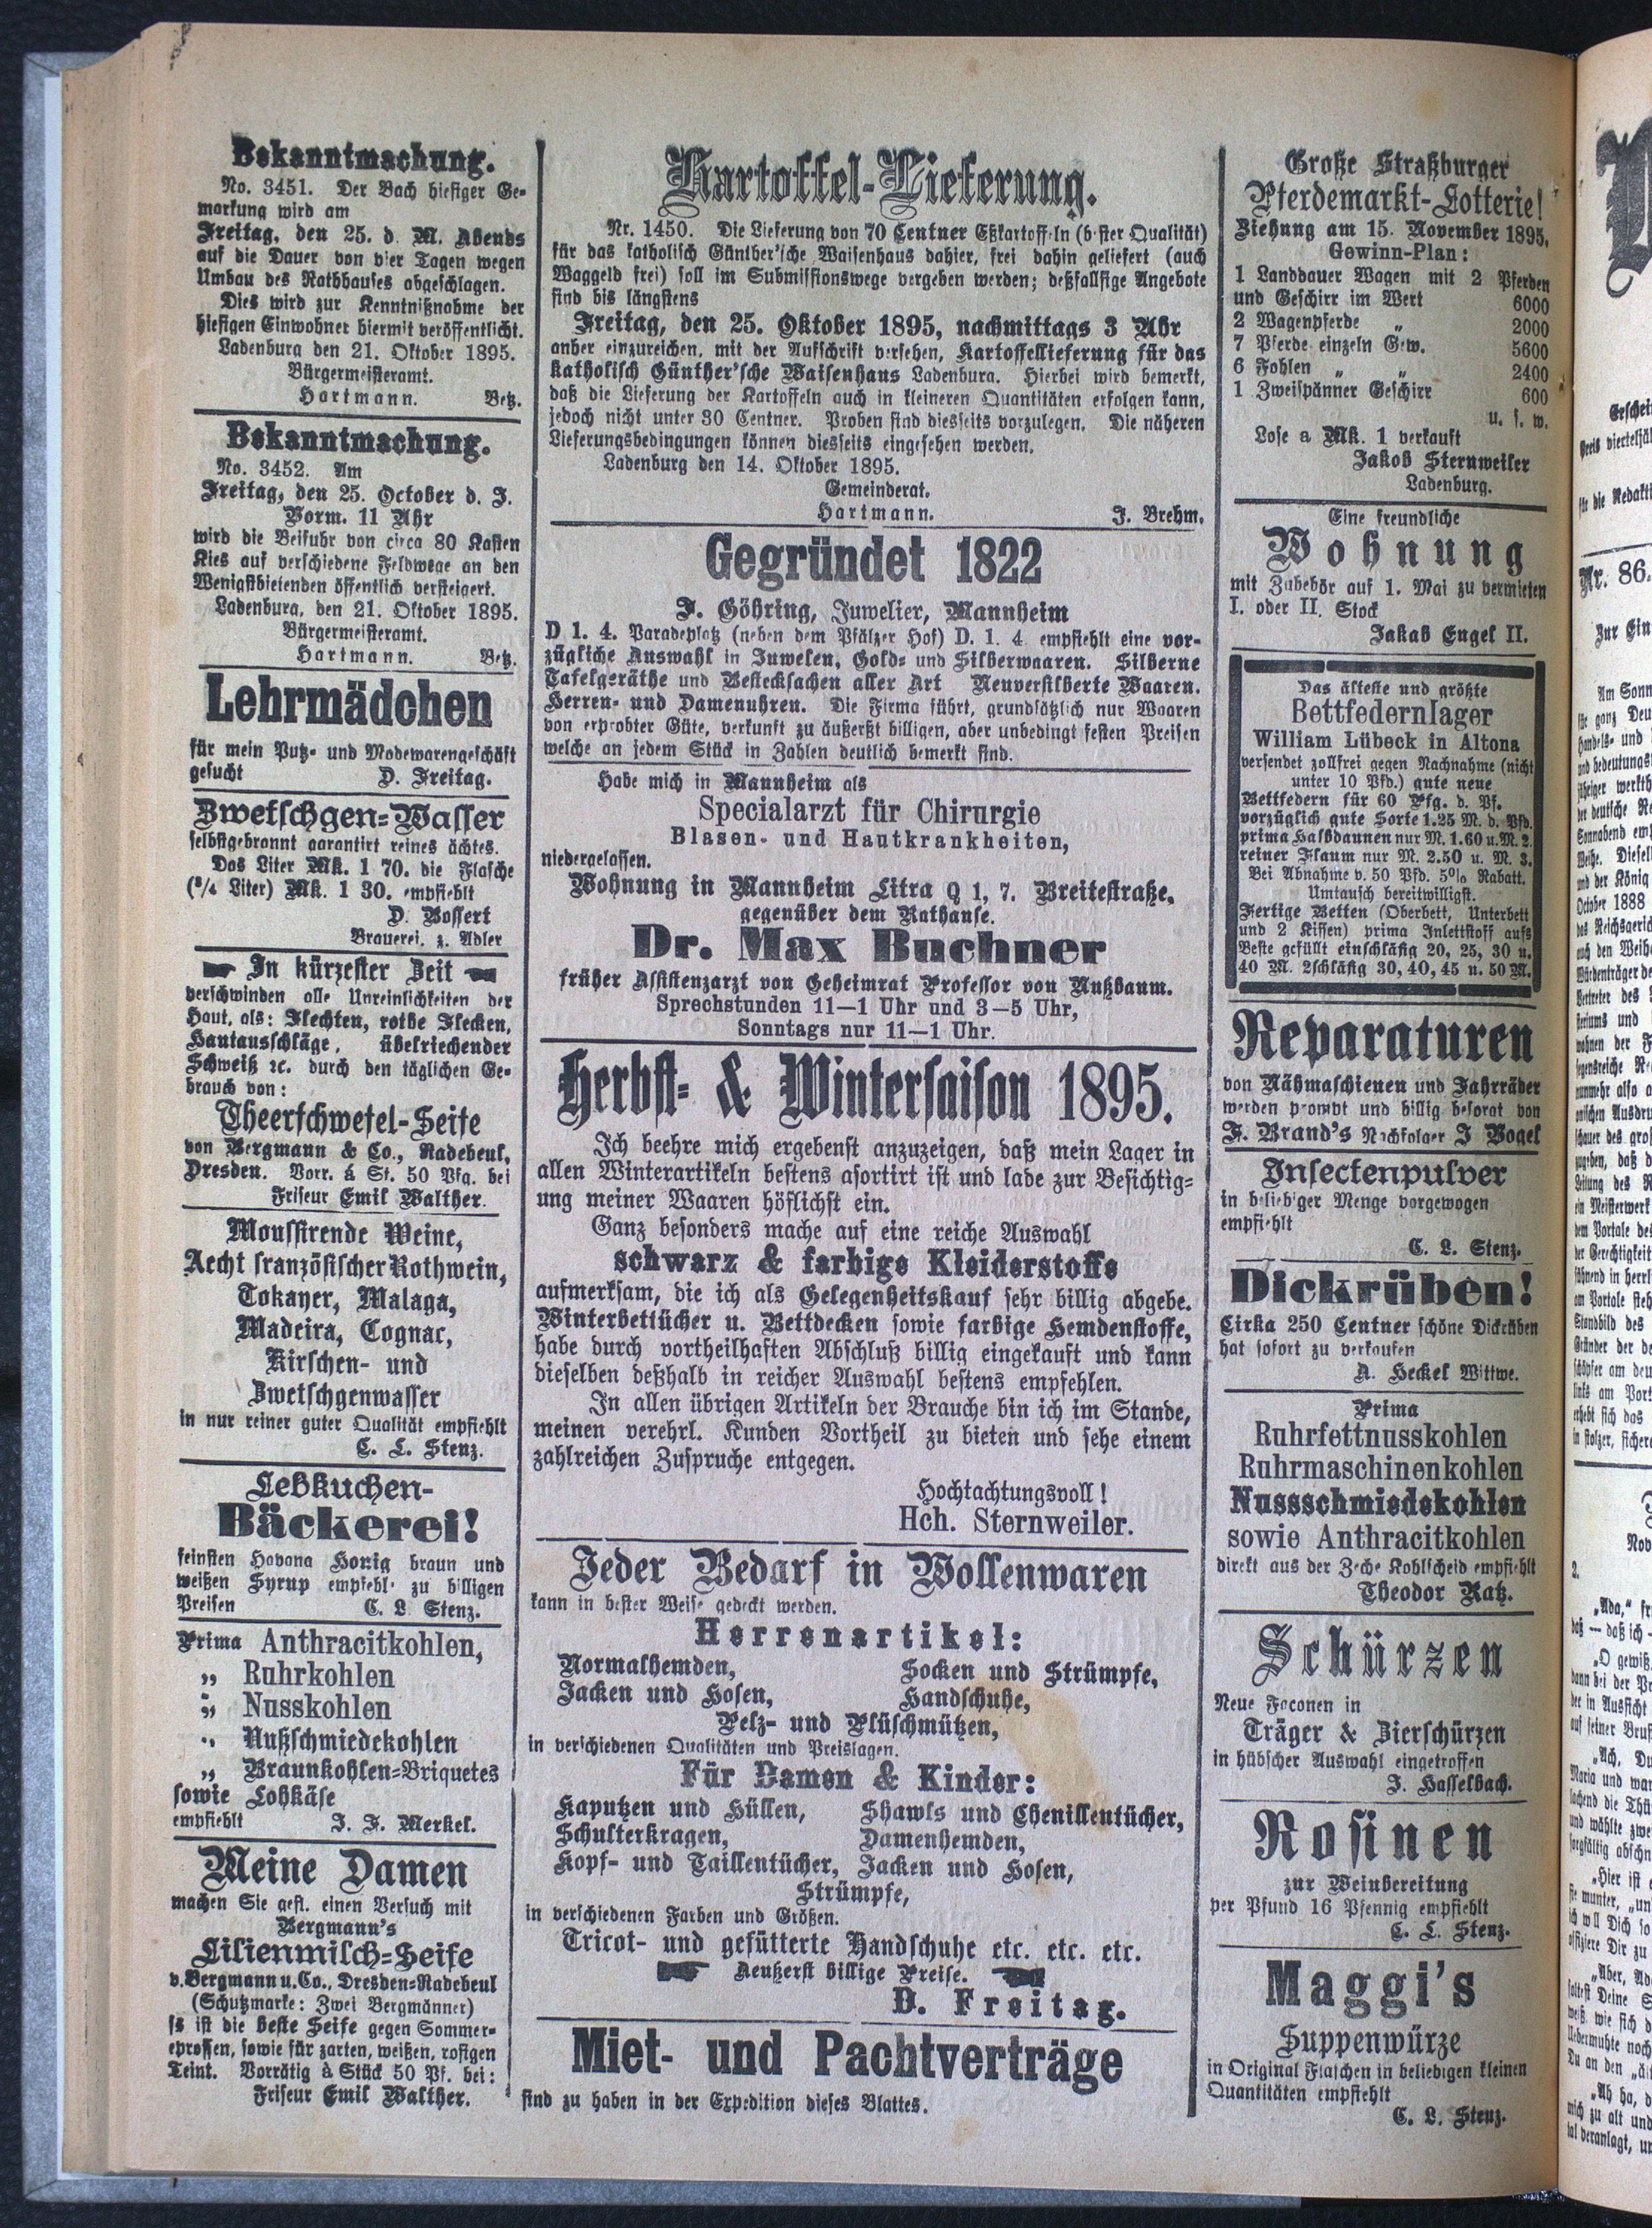 Bekanntmachung.
No. 3451. Der Bach hiesiger Ge-
markung wird am
Freitag, den 25. d. M. Abends
auf die Dauer von vier Tagen wegen
Umbau des Rathhauses abgeschlagen.
Dies wird zur Kenntnißnahme der
hiesigen Einwohner hiermit veröffentlicht.
Ladenburg den 21. Oktober 1895.
Bürgermeisteramt.
Hartmann. Betz.
Bekanntmachung.
No. 3452. Am
Freitag, den 25. October d. J.
Vorm. 11 Uhr
wird die Beifuhr von circa 80 Kasten
Kies auf verschiedene Feldwege an den
Wenigstbietenden öffentlich versteigert.
Ladenburg, den 21. Oktober 1895.
Bürgermeisteramt.
Hartmann. Betz.
Lehrmädchen
für mein Putz- und Modewarengeschäft
gesucht D. Freitag.
Zwetschgen-Wasser
selbstgebrannt garantirt reines ächtes.
Das Liter Mk. 1 70. die Flasche
(¾ Liter) Mk. 1 30. empfiehlt
D. Bossert
Brauerei. z. Adler
In kürzester Zeit
verschwinden alle Unreinlichkeiten der
Haut, als: Flechten, rothe Flecken,
Hautausschläge, übelriechender
Schweiß ꝛc. durch den täglichen Ge-
brauch von:
Theerschwefel-Seife
von Bergmann & Co., Radebeul,
Dresden. Vorr. á St. 50 Pfg. bei
Friseur Emil Walther.
Moussirende Weine,
Aecht französischer Rothwein,
Tokayer, Malaga,
Madeira, Cognac,
Kirschen- und
Zwetschgenwasser
in nur reiner guter Qualität empfiehlt
C. L. Stenz.
Lebkuchen-
Bäckerei!
feinsten Havana Honig braun und
weißen Syrup empfehl. zu billigen
Preisen C. L. Stenz.
Prima Anthracitkohlen,
„ Ruhrkohlen
„ Nusskohlen
„ Nußschmiedekohlen
„ Braunkohlen-Briquetes
sowie Lohkäse
empfiehlt J. F. Merkel.
Meine Damen
machen Sie gefl. einen Versuch mit
Bergmann's
Lilienmilch-Seife
v. Bergmann u. Co., Dresden-Radebeul
(Schutzmarke: Zwei Bergmänner)
ist die beste Seife gegen Sommer-
sprossen, sowie für zarten, weißen, rosigen
Teint. Vorrätig à Stück 50 Pf. bei:
Friseur Emil Walther.
Kartoffel-Lieferung.
Nr. 1450. Die Lieferung von 70 Centner Eßkartoff.ln (b.ster Qualität)
für das katholisch Günther'sche Waisenhaus dahier, frei dahin geliefert (auch
Waggeld frei) soll im Submissionswege vergeben werden; deßfallsige Angebote
sind bis längstens
Freitag, den 25. Oktober 1895, nachmittags 3 Uhr
anher einzureichen, mit der Aufschrift versehen, Kartoffellieferung für das
katholisch Günther'sche Waisenhaus Ladenburg. Hierbei wird bemerkt,
daß die Lieferung der Kartoffeln auch in kleineren Quantitäten erfolgen kann,
jedoch nicht unter 30 Centner. Proben sind diesseits vorzulegen. Die näheren
Lieferungsbedingungen können diesseits eingesehen werden.
Ladenburg den 14. Oktober 1895.
Gemeinderat.
Hartmann. J. Brehm.
Gegründet 1822
F. Göhring, Juwelier, Mannheim
D 1. 4. Paradeplatz (neben dem Pfälzer Hof) D. 1. 4 empfiehlt eine vor-
zügliche Auswahl in Juwelen, Gold- und Silberwaaren. Silberne
Tafelgeräthe und Bestecksachen aller Art Neuversilberte Waaren.
Herren- und Damenuhren. Die Firma führt, grundsätzlich nur Waaren
von erprobter Güte, verkunft zu äußerßt billigen, aber unbedingt festen Preisen
welche an jedem Stück in Zahlen deutlich bemerkt sind.
Habe mich in Mannheim als
Specialarzt für Chirurgie
Blasen- und Hautkrankheiten,
niedergelassen.
Wohnung in Mannheim Litra Q 1, 7. Breitestraße,
gegenüber dem Rathause.
Dr. Max Buchner
früher Assistenzarzt von Geheimrat Professor von Nußbaum.
Sprechstunden 11—1 Uhr und 3—5 Uhr,
Sonntags nur 11—1 Uhr.
Herbst- & Wintersaison 1895.
Ich beehre mich ergebenst anzuzeigen, daß mein Lager in
allen Winterartikeln bestens asortirt ist und lade zur Besichtig-
ung meiner Waaren höflichst ein.
Ganz besonders mache auf eine reiche Auswahl
schwarz & farbige Kleiderstoffe
aufmerksam, die ich als Gelegenheitskauf sehr billig abgebe.
Winterbettücher u. Bettdecken sowie farbige Hemdenstoffe,
habe durch vortheilhaften Abschluß billig eingekauft und kann
dieselben deßhalb in reicher Auswahl bestens empfehlen.
In allen übrigen Artikeln der Brauche bin ich im Stande,
meinen verehrl. Kunden Vortheil zu bieten und sehe einem
zahlreichen Zuspruche entgegen.
Hochtachtungsvoll!
Hch. Sternweiler.
Jeder Bedarf in Wollenwaren
kann in bester Weise gedeckt werden.
Herrenartikel:
Normalhemden, Socken und Strümpfe,
Jacken und Hosen, Handschuhe,
Pelz- und Plüschmützen,
in verschiedenen Qualitäten und Preislagen.
Für Damen & Kinder:
Kaputzen und Hüllen, Shawls und Chenillentücher,
Schulterkragen, Damenhemden,
Kopf- und Taillentücher, Jacken und Hosen,
Strümpfe,
in verschiedenen Farben und Größen.
Tricot- und gefütterte Handschuhe etc. etc. etc.
Aeußerst billige Preise.
D. Freitag.
Miet- und Pachtverträge
sind zu haben in der Expedition dieses Blattes.
Große Straßburger
Pferdemarkt-Lotterie!
Ziehung am 15. November 1895,
Gewinn-Plan:
1 Landdauer Wagen mit 2 Pferden
und Geschirr im Wert 6000
2 Wagenpferde „ 2000
7 Pferde einzeln Gew. 5600
6 Fohlen „ „ 2400
1 Zweispänner Geschirr 600
u. s. w.
Lose a Mk. 1 verkauft
Jakob Sternweiler
Ladenburg.
Eine freundliche
Wohnung
mit Zubehör auf 1. Mai zu vermieten
I. oder II. Stock
Jakab Engel II.
Das älteste und größte
Bettfedernlager
William Lübeck in Altona
versendet zollfrei gegen Nachnahme (nicht
unter 10 Pfd.) gute neue
Bettfedern für 60 Pfg. d. Pf.
vorzüglich gute Sorte 1.25 M. d. Pfd.
prima Halbdaunen nur M. 1.60 u. M. 2.
reiner Flaum nur M. 2.50 u. M. 3.
Bei Abnahme v. 50 Pfd. 5% Rabatt.
Umtausch bereitwilligst.
Fertige Betten (Oberbett, Unterbett
und 2 Kissen) prima Inlettstoff aufs
Beste gefüllt einschläfig 20, 25, 30 u.
40 M. 2schläfig 30, 40, 45 u. 50 M.
Reparaturen
von Nähmaschienen und Fahrräder
werden prompt und billig besorgt von
F. Brand's Nachfolger J Vogel
Insectenpulver
in beliebiger Menge vorgewogen
empfiehlt
C. L. Stenz.
Dickrüben!
Cirka 250 Centner schöne Dickrüben
hat sofort zu verkaufen
A. Heckel Wittwe.
Prima
Ruhrfettnusskohlen
Ruhrmaschinenkohlen
Nussschmiedekohlen
sowie Anthracitkohlen
direkt aus der Zeche Kohlscheid empfiehlt
Theodor Katz.
Schürzen
Neue Faconen in
Träger & Zierschürzen
in hübscher Auswahl eingetroffen
J. Hasselbach.
Rosinen
zur Weinbereitung
per Pfund 16 Pfennig empfiehlt
C. L. Stenz.
Maggi's
Suppenwürze
in Original Flaschen in beliebigen kleinen
Quantitäten empfiehlt
C. L. Stenz.
Nr. 86.